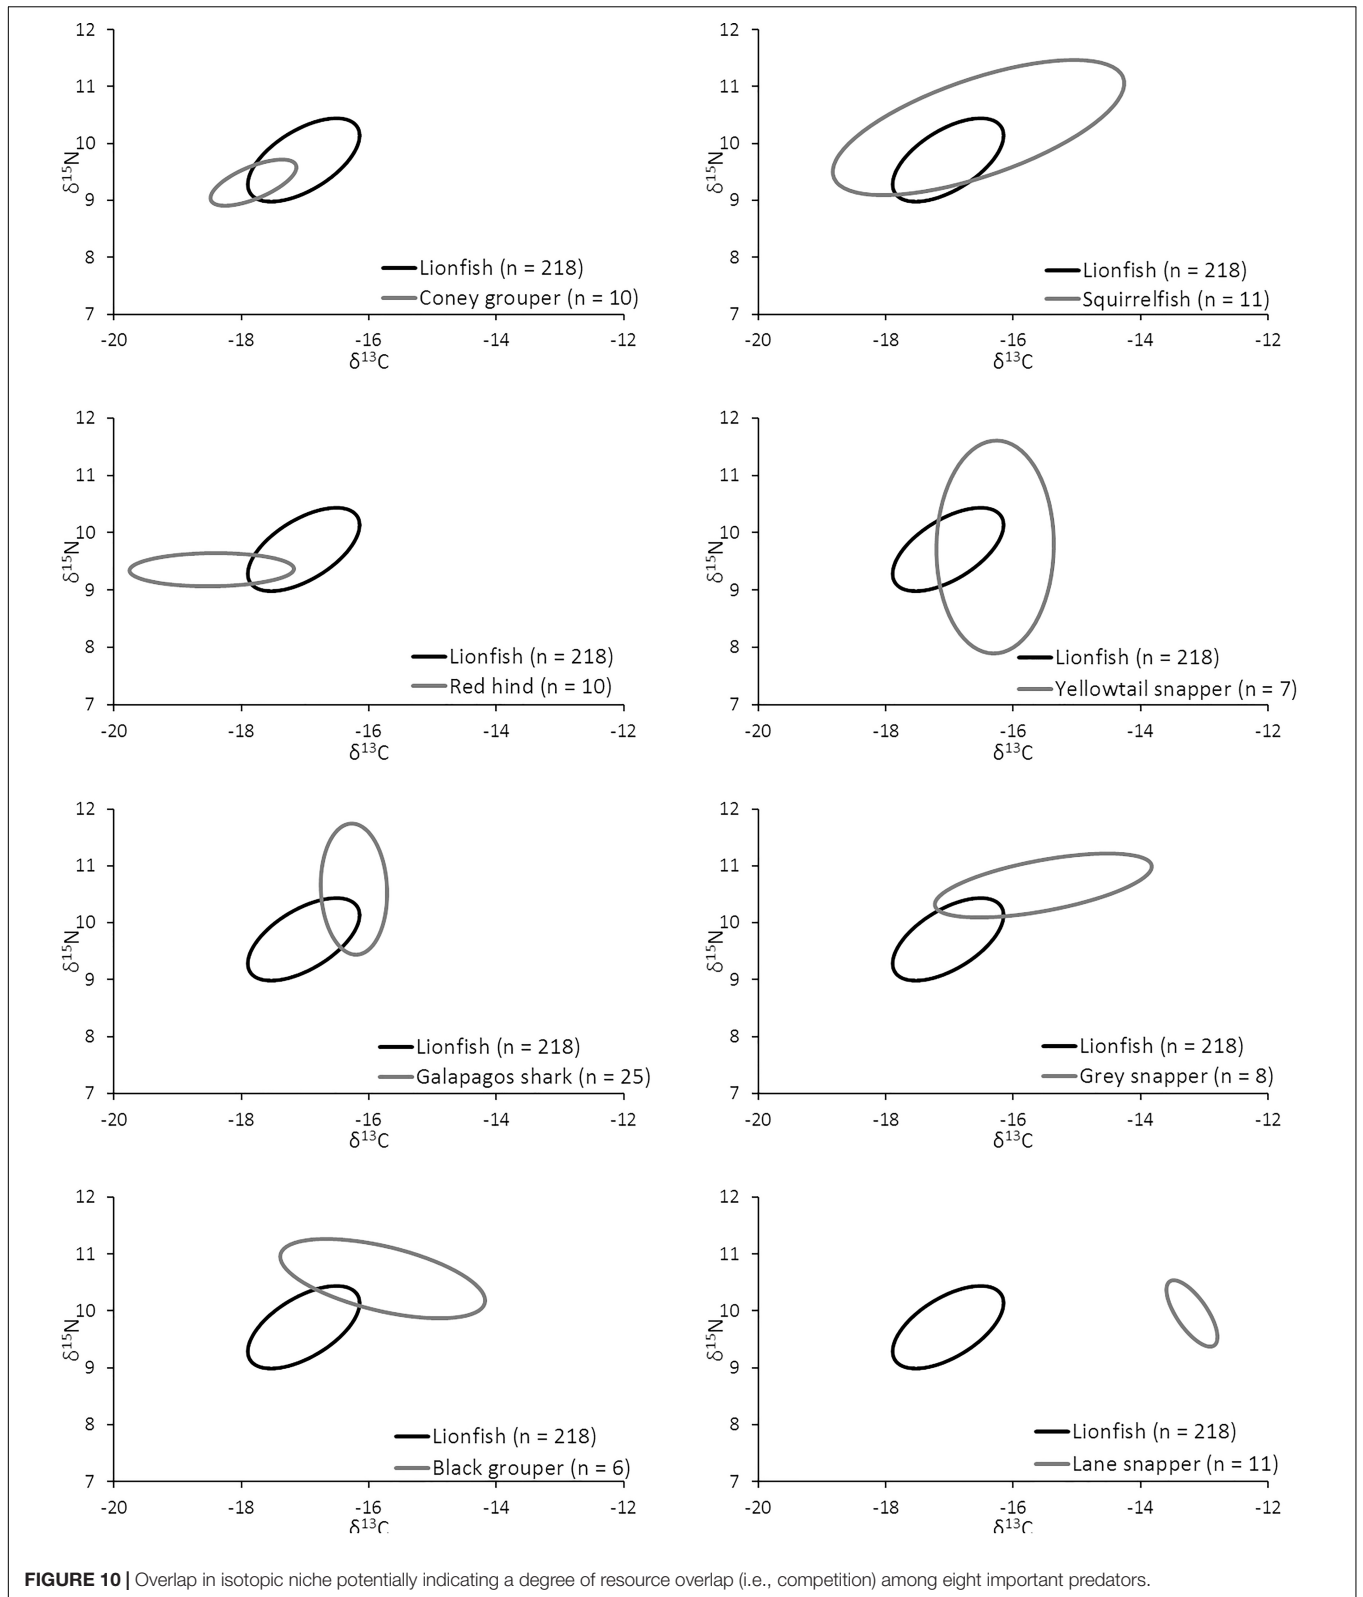 12
11
10
9
8
7
δ¹⁵N
-20 -18 -16 -14 -12
δ¹³C
Lionfish (n = 218)
Coney grouper (n = 10)
12
11
10
9
8
7
δ¹⁵N
-20 -18 -16 -14 -12
δ¹³C
Lionfish (n = 218)
Squirrelfish (n = 11)
12
11
10
9
8
7
δ¹⁵N
-20 -18 -16 -14 -12
δ¹³C
Lionfish (n = 218)
Red hind (n = 10)
12
11
10
9
8
7
δ¹⁵N
-20 -18 -16 -14 -12
δ¹³C
Lionfish (n = 218)
Yellowtail snapper (n = 7)
12
11
10
9
8
7
δ¹⁵N
-20 -18 -16 -14 -12
δ¹³C
Lionfish (n = 218)
Galapagos shark (n = 25)
12
11
10
9
8
7
δ¹⁵N
-20 -18 -16 -14 -12
δ¹³C
Lionfish (n = 218)
Grey snapper (n = 8)
12
11
10
9
8
7
δ¹⁵N
-20 -18 -16 -14 -12
δ¹³C
Lionfish (n = 218)
Black grouper (n = 6)
12
11
10
9
8
7
δ¹⁵N
-20 -18 -16 -14 -12
δ¹³C
Lionfish (n = 218)
Lane snapper (n = 11)
FIGURE 10 | Overlap in isotopic niche potentially indicating a degree of resource overlap (i.e., competition) among eight important predators.